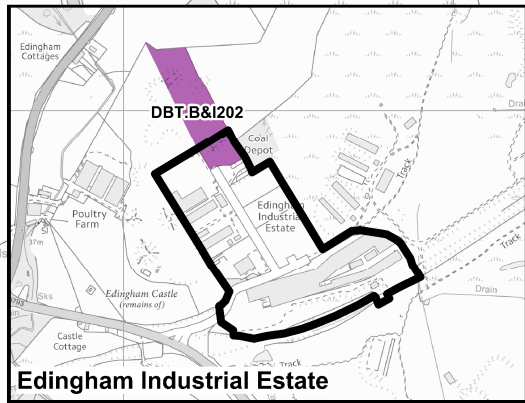 Edingham
Cottages
DBT.B&I202
Coal
Depot
Drain
Track
Poultry
Farm
Edingham
Industrial
Estate
Sl
37m
Track
Sks
Edingham Castle
(remains of)
Drain
Castle
Cottage
Track
Edingham Industrial Estate